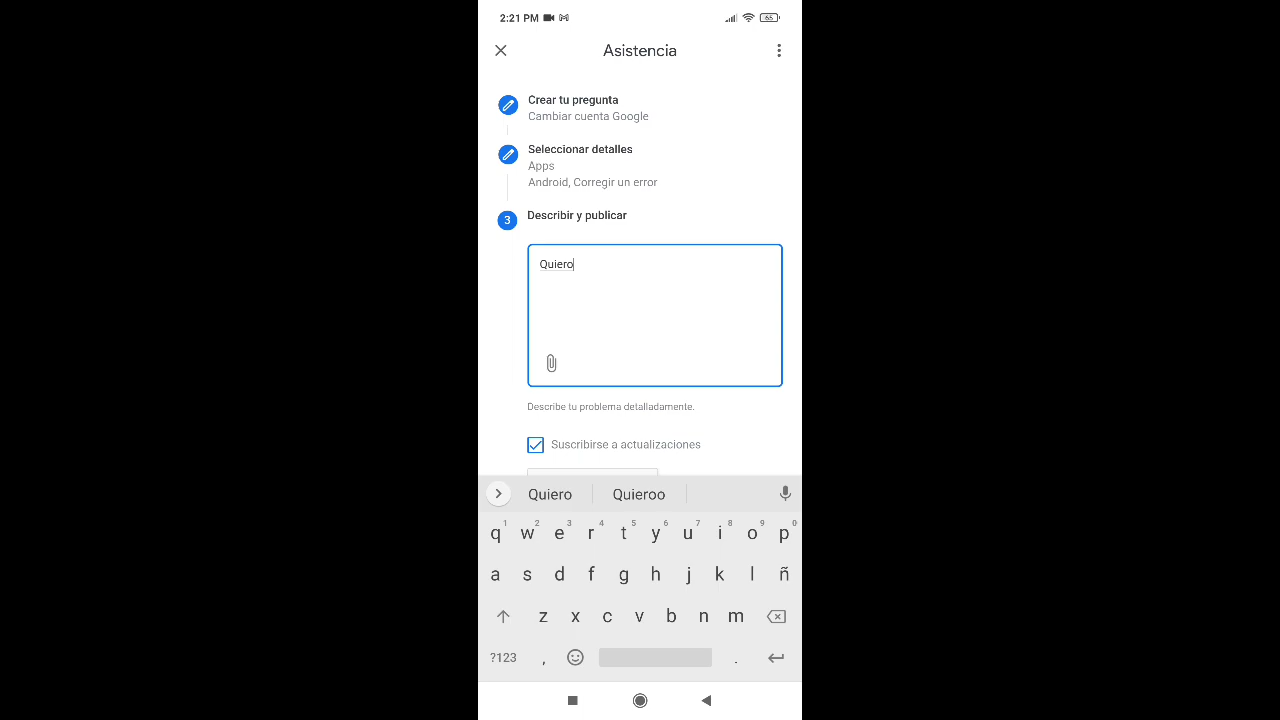 2:21 PM
65
Asistencia
Crear tu pregunta
Cambiar cuenta Google
Seleccionar detalles
Apps
Android, Corregir un error
3 Describir y publicar
Quiero
Describe tu problema detalladamente.
Suscribirse a actualizaciones
Quiero Quieroo
1 2 3 4 5 6 7 8 9 0
q w e r t y u i o p
a s d f g h j k l ñ
z x c v b n m
?123 , .